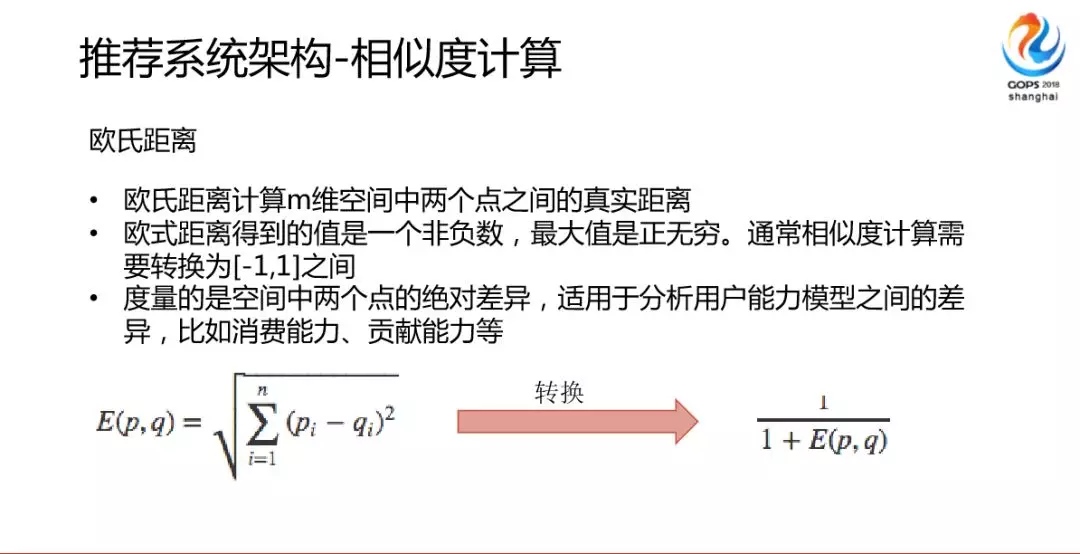 推荐系统架构-相似度计算
GOPS 2018
shanghai
欧氏距离
• 欧氏距离计算m维空间中两个点之间的真实距离
• 欧式距离得到的值是一个非负数，最大值是正无穷。通常相似度计算需
要转换为[-1,1]之间
• 度量的是空间中两个点的绝对差异，适用于分析用户能力模型之间的差
异，比如消费能力、贡献能力等
E(p,q) = √∑_{i=1}^{n} (p_i − q_i)^2
转换
1 / (1 + E(p,q))